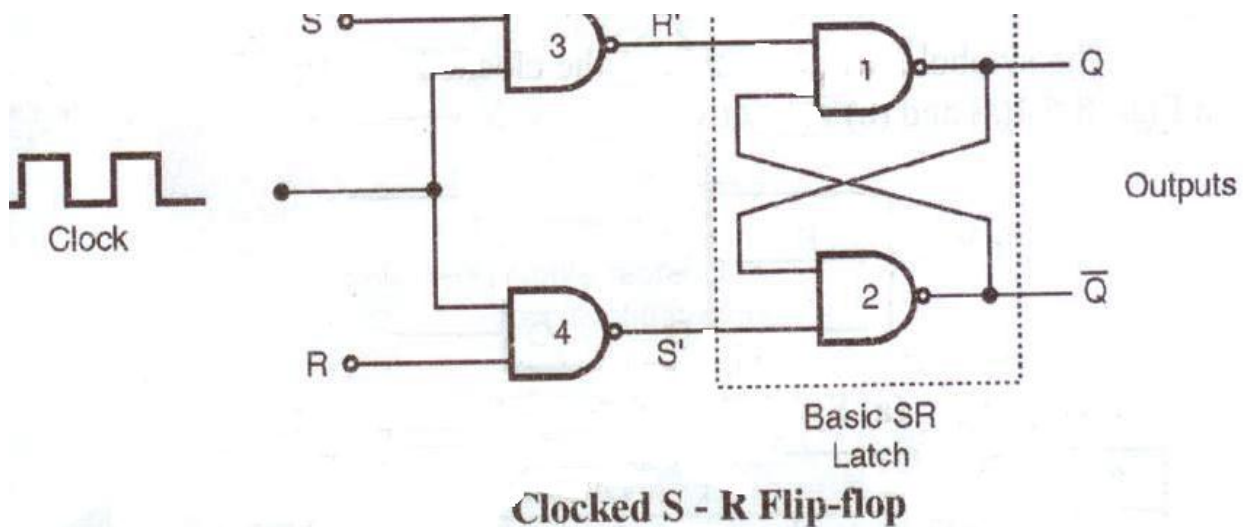 S
3
R'
1
Q
Clock
Outputs
R
4
S'
2
Q̅
Basic SR
Latch
Clocked S - R Flip-flop